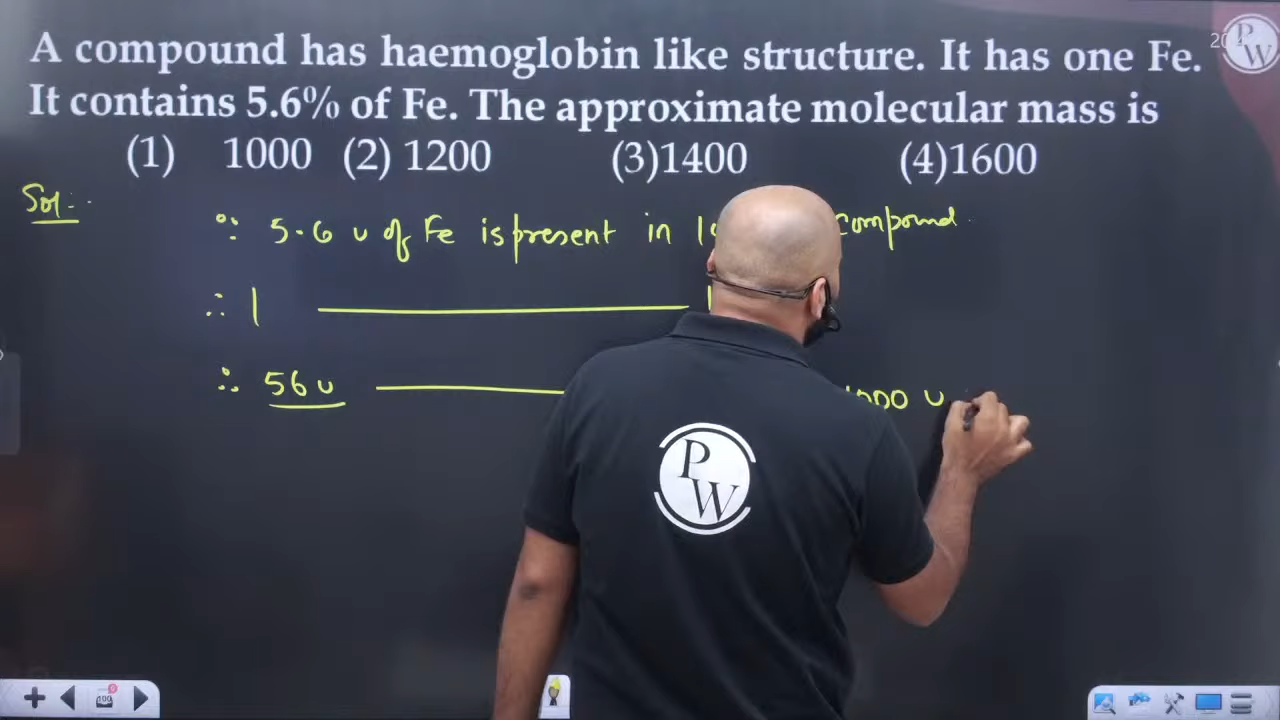 A compound has haemoglobin like structure. It has one Fe.
It contains 5.6% of Fe. The approximate molecular mass is
(1) 1000 (2) 1200 (3)1400 (4)1600
Sol:-
∵ 5.6 u of Fe is present in compound.
∴ 1
∴ 56 u 1000 u
PW
PW